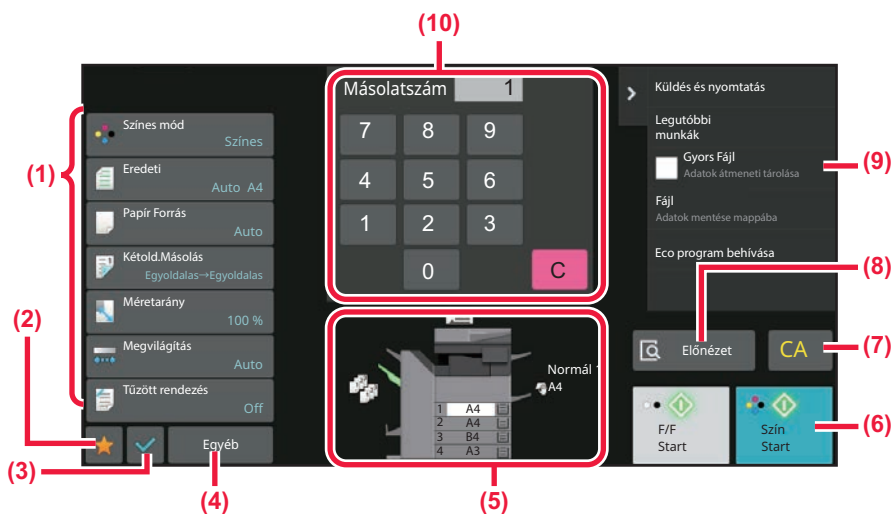 (10)
Másolatszám 1
7 8 9
4 5 6
1 2 3
0 C
(1)
Színes mód
Színes
Eredeti
Auto A4
Papír Forrás
Auto
Kétold.Másolás
Egyoldalas→Egyoldalas
Méretarány
100 %
Megvilágítás
Auto
Tűzött rendezés
Off
(2)
(3)
Egyéb
(4)
Normál 1
A4
1 A4
2 A4
3 B4
4 A3
(5)
Küldés és nyomtatás
Legutóbbi
munkák
Gyors Fájl
Adatok átmeneti tárolása
(9)
Fájl
Adatok mentése mappába
Eco program behívása
(8)
Előnézet
CA
(7)
F/F
Start
Szín
Start
(6)